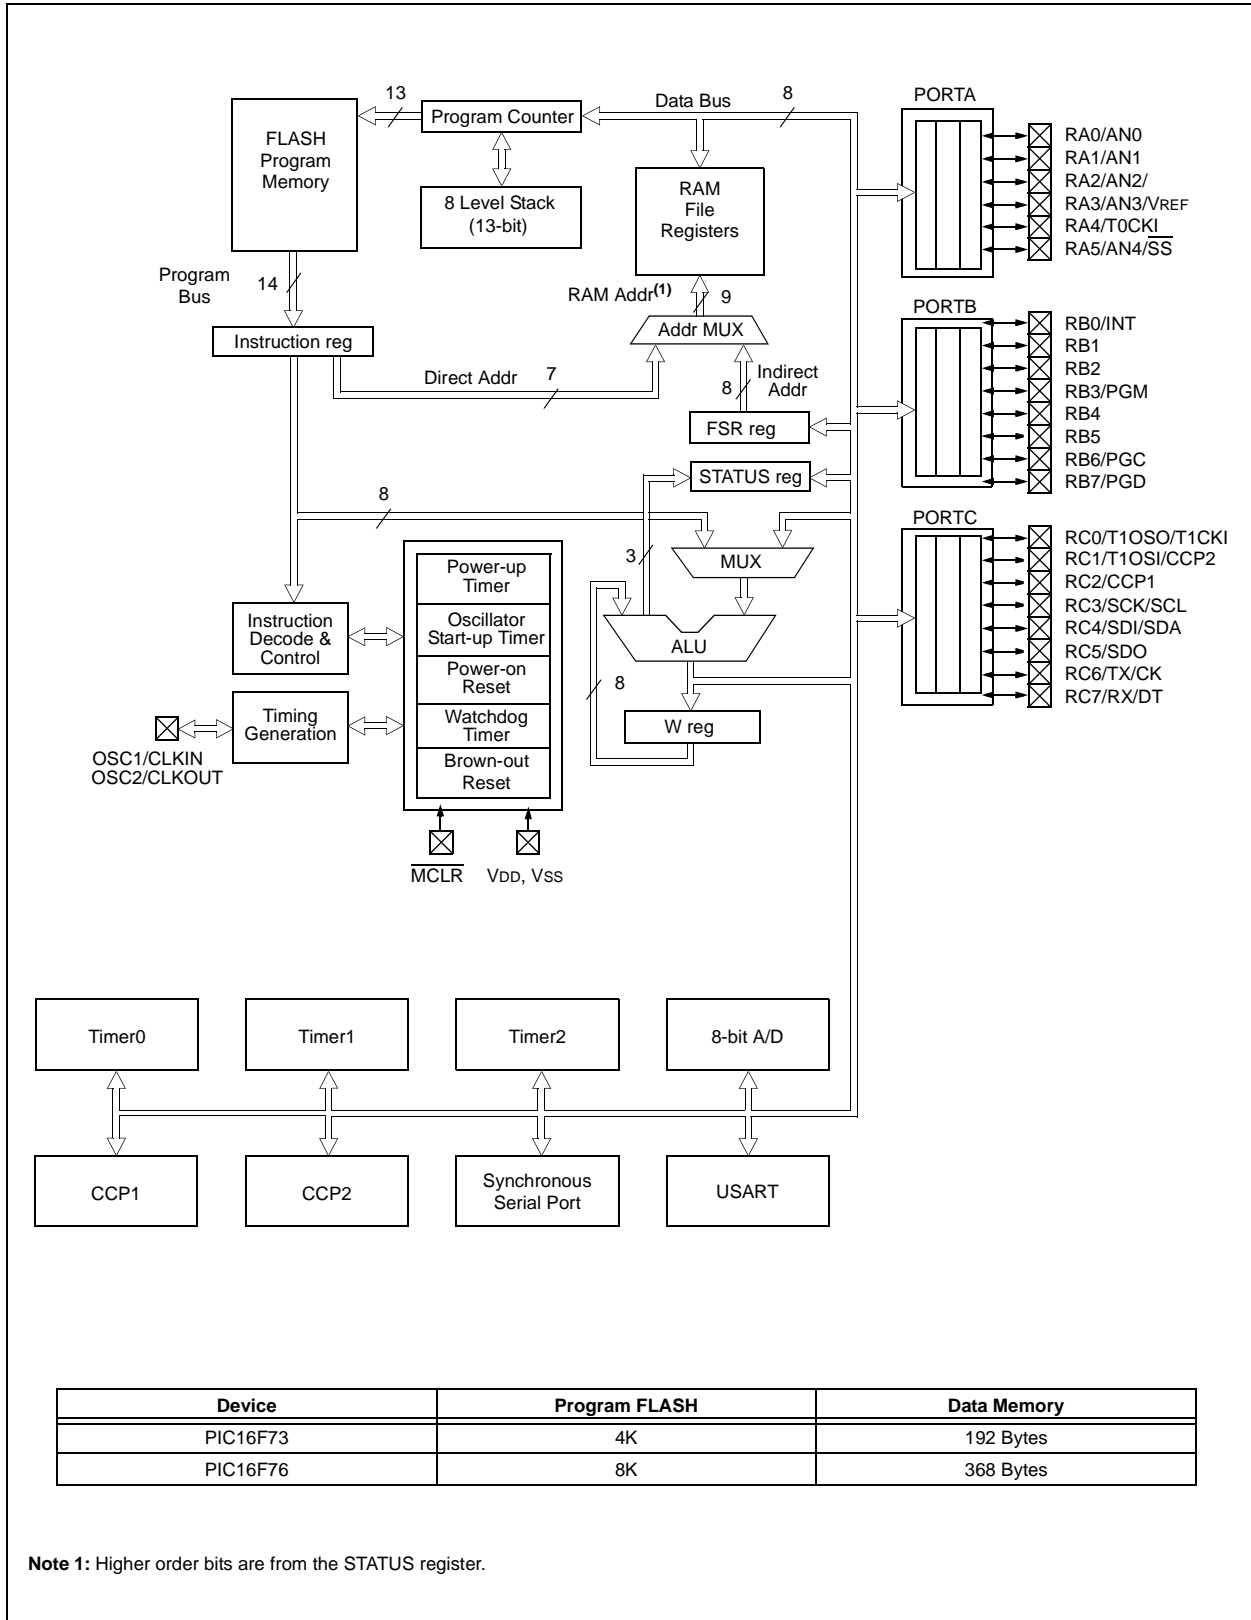 13
Program Counter
Data Bus
8
PORTA
FLASH
Program
Memory
8 Level Stack
(13-bit)
RAM
File
Registers
RA0/AN0
RA1/AN1
RA2/AN2/
RA3/AN3/VREF
RA4/T0CKI
RA5/AN4/SS
Program
Bus
14
RAM Addr(1)
9
PORTB
Instruction reg
Addr MUX
Direct Addr
7
8
Indirect
Addr
FSR reg
RB0/INT
RB1
RB2
RB3/PGM
RB4
RB5
RB6/PGC
RB7/PGD
STATUS reg
8
PORTC
3
MUX
RC0/T1OSO/T1CKI
RC1/T1OSI/CCP2
RC2/CCP1
RC3/SCK/SCL
RC4/SDI/SDA
RC5/SDO
RC6/TX/CK
RC7/RX/DT
Power-up
Timer
Oscillator
Start-up Timer
Power-on
Reset
Watchdog
Timer
Brown-out
Reset
Instruction
Decode &
Control
ALU
8
W reg
Timing
Generation
OSC1/CLKIN
OSC2/CLKOUT
MCLR
VDD, VSS
Timer0
Timer1
Timer2
8-bit A/D
CCP1
CCP2
Synchronous
Serial Port
USART
Device Program FLASH Data Memory
PIC16F73 4K 192 Bytes
PIC16F76 8K 368 Bytes
Note 1: Higher order bits are from the STATUS register.